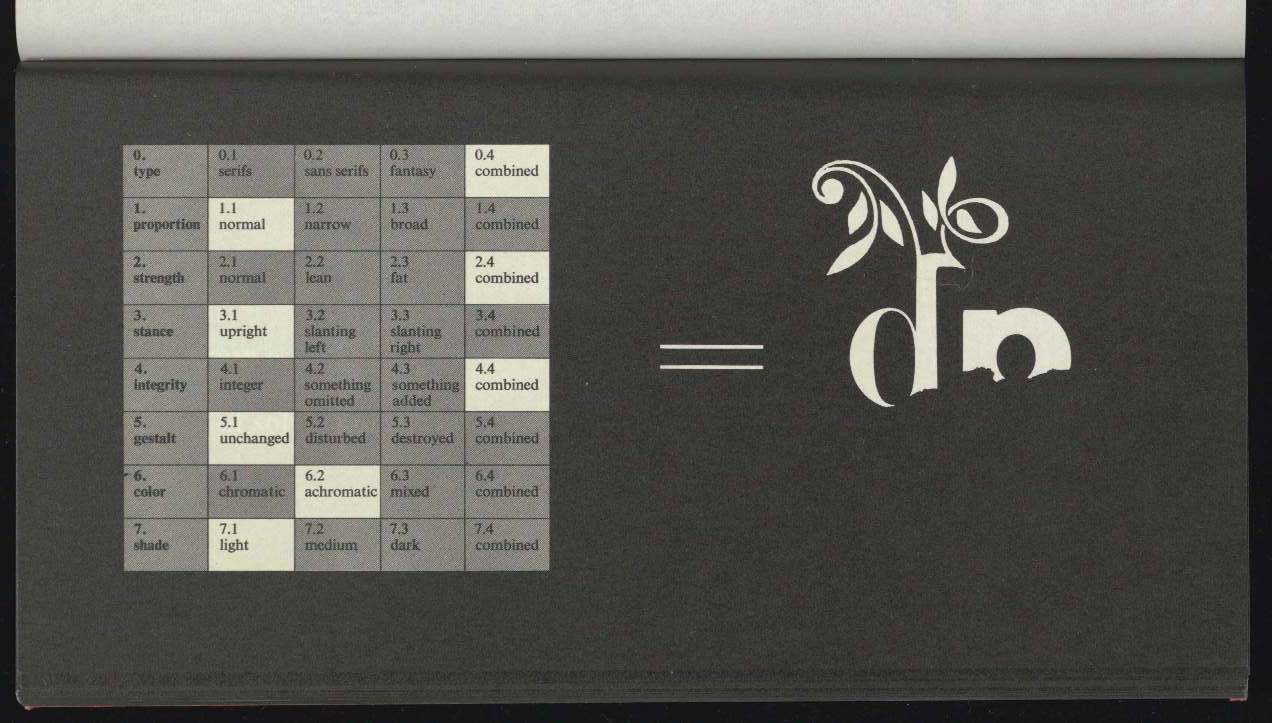 0. 0.1 0.2 0.3 0.4
type serifs sans serifs fantasy combined
1. 1.1 1.2 1.3 1.4
proportion normal narrow broad combined
2. 2.1 2.2 2.3 2.4
strength normal lean fat combined
3. 3.1 3.2 3.3 3.4
stance upright slanting slanting combined
left right
4. 4.1 4.2 4.3 4.4
integrity integer something something combined
omitted added
5. 5.1 5.2 5.3 5.4
gestalt unchanged disturbed destroyed combined
6. 6.1 6.2 6.3 6.4
color chromatic achromatic mixed combined
7. 7.1 7.2 7.3 7.4
shade light medium dark combined
=
dn